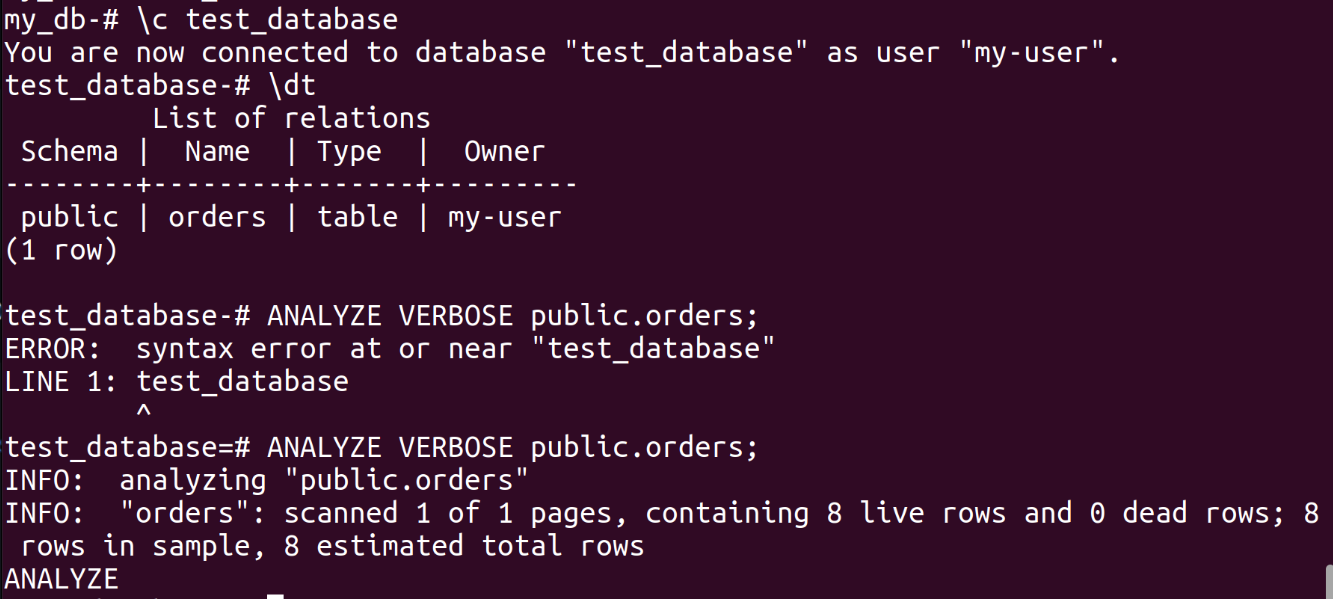 my_db-# \c test_database
You are now connected to database "test_database" as user "my-user".
test_database-# \dt
         List of relations
 Schema |  Name  | Type  |  Owner
--------+--------+-------+---------
 public | orders | table | my-user
(1 row)

test_database-# ANALYZE VERBOSE public.orders;
ERROR:  syntax error at or near "test_database"
LINE 1: test_database
        ^
test_database=# ANALYZE VERBOSE public.orders;
INFO:  analyzing "public.orders"
INFO:  "orders": scanned 1 of 1 pages, containing 8 live rows and 0 dead rows; 8
 rows in sample, 8 estimated total rows
ANALYZE